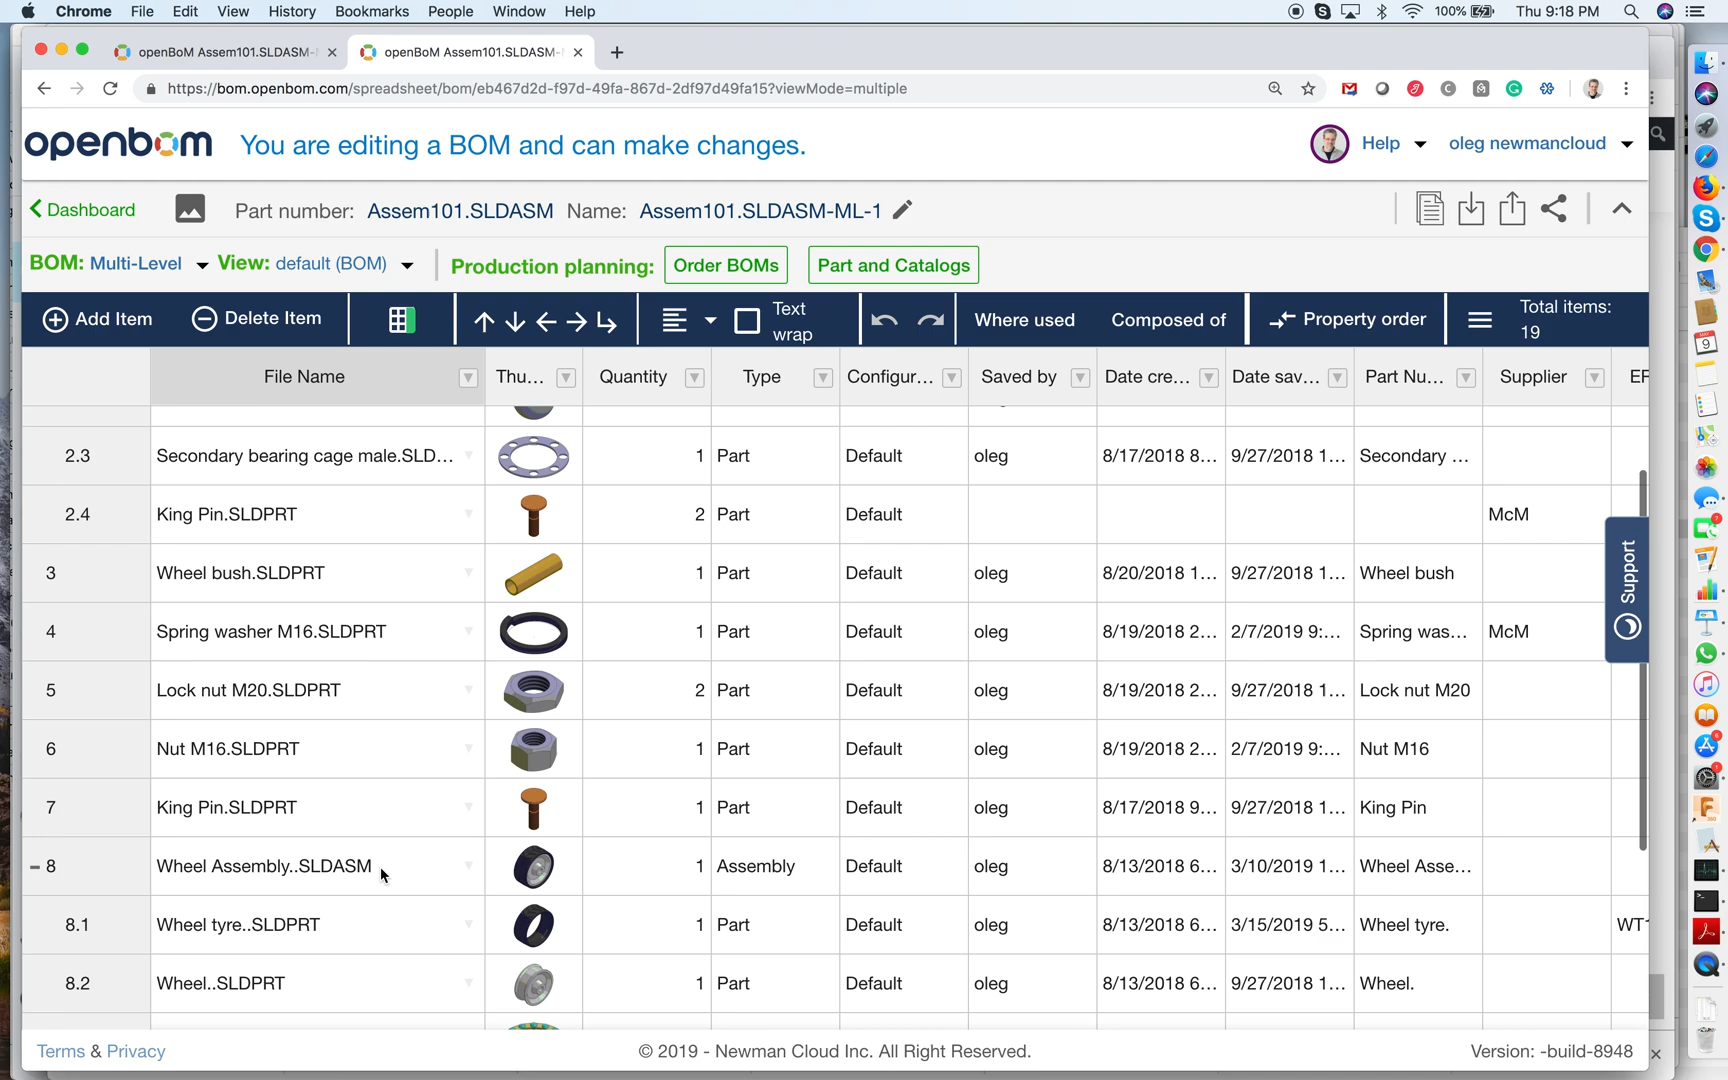 Chrome File Edit View History Bookmarks People Window Help 100% Thu 9:18 PM
openBoM Assem101.SLDASM- openBoM Assem101.SLDASM-
https://bom.openbom.com/spreadsheet/bom/eb467d2d-f97d-49fa-867d-2df97d49fa15?viewMode=multiple
openbom You are editing a BOM and can make changes. Help oleg newmancloud
Dashboard Part number: Assem101.SLDASM Name: Assem101.SLDASM-ML-1
BOM: Multi-Level View: default (BOM) Production planning: Order BOMs Part and Catalogs
Add Item Delete Item Text wrap Where used Composed of Property order Total items: 19
File Name Thu... Quantity Type Configur... Saved by Date cre... Date sav... Part Nu... Supplier
2.3 Secondary bearing cage male.SLD... 1 Part Default oleg 8/17/2018 8... 9/27/2018 1... Secondary ...
2.4 King Pin.SLDPRT 2 Part Default McM
3 Wheel bush.SLDPRT 1 Part Default oleg 8/20/2018 1... 9/27/2018 1... Wheel bush
4 Spring washer M16.SLDPRT 1 Part Default oleg 8/19/2018 2... 2/7/2019 9:... Spring was... McM
5 Lock nut M20.SLDPRT 2 Part Default oleg 8/19/2018 2... 9/27/2018 1... Lock nut M20
6 Nut M16.SLDPRT 1 Part Default oleg 8/19/2018 2... 2/7/2019 9:... Nut M16
7 King Pin.SLDPRT 1 Part Default oleg 8/17/2018 9... 9/27/2018 1... King Pin
8 Wheel Assembly..SLDASM 1 Assembly Default oleg 8/13/2018 6... 3/10/2019 1... Wheel Asse...
8.1 Wheel tyre..SLDPRT 1 Part Default oleg 8/13/2018 6... 3/15/2019 5... Wheel tyre. WT1
8.2 Wheel..SLDPRT 1 Part Default oleg 8/13/2018 6... 9/27/2018 1... Wheel.
Support
Terms & Privacy © 2019 - Newman Cloud Inc. All Right Reserved. Version: -build-8948